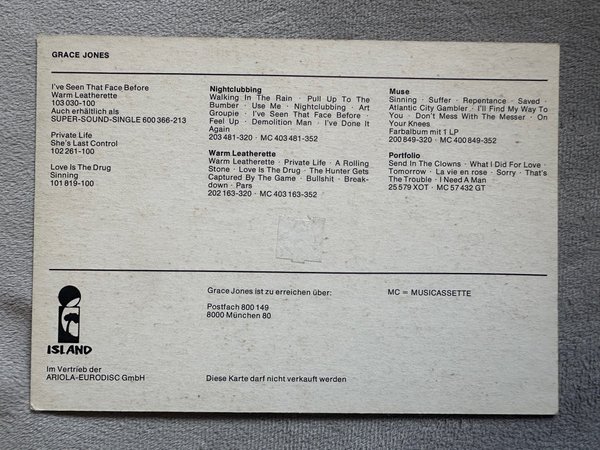 GRACE JONES
I've Seen That Face Before
Warm Leatherette
103 030-100
Auch erhältlich als
SUPER-SOUND-SINGLE 600 366-213
Private Life
She's Last Control
102 261-100
Love Is The Drug
Sinning
101 819-100
Nightclubbing
Walking In The Rain · Pull Up To The
Bumber · Use Me · Nightclubbing · Art
Groupie · I've Seen That Face Before ·
Feel Up · Demolition Man · I've Done It
Again
203 481-320 · MC 403 481-352
Warm Leatherette
Warm Leatherette · Private Life · A Rolling
Stone · Love Is The Drug · The Hunter Gets
Captured By The Game · Bullshit · Break-
down · Pars
202 163-320 · MC 403 163-352
Muse
Sinning · Suffer · Repentance · Saved ·
Atlantic City Gambler · I'll Find My Way To
You · Don't Mess With The Messer · On
Your Knees
Farbalbum mit 1 LP
200 849-320 · MC 400 849-352
Portfolio
Send In The Clowns · What I Did For Love ·
Tomorrow · La vie en rose · Sorry · That's
The Trouble · I Need A Man
25 579 XOT · MC 57 432 GT
ISLAND
Im Vertrieb der
ARIOLA-EURODISC GmbH
Grace Jones ist zu erreichen über:
Postfach 800 149
8000 München 80
Diese Karte darf nicht verkauft werden
MC = MUSICASSETTE